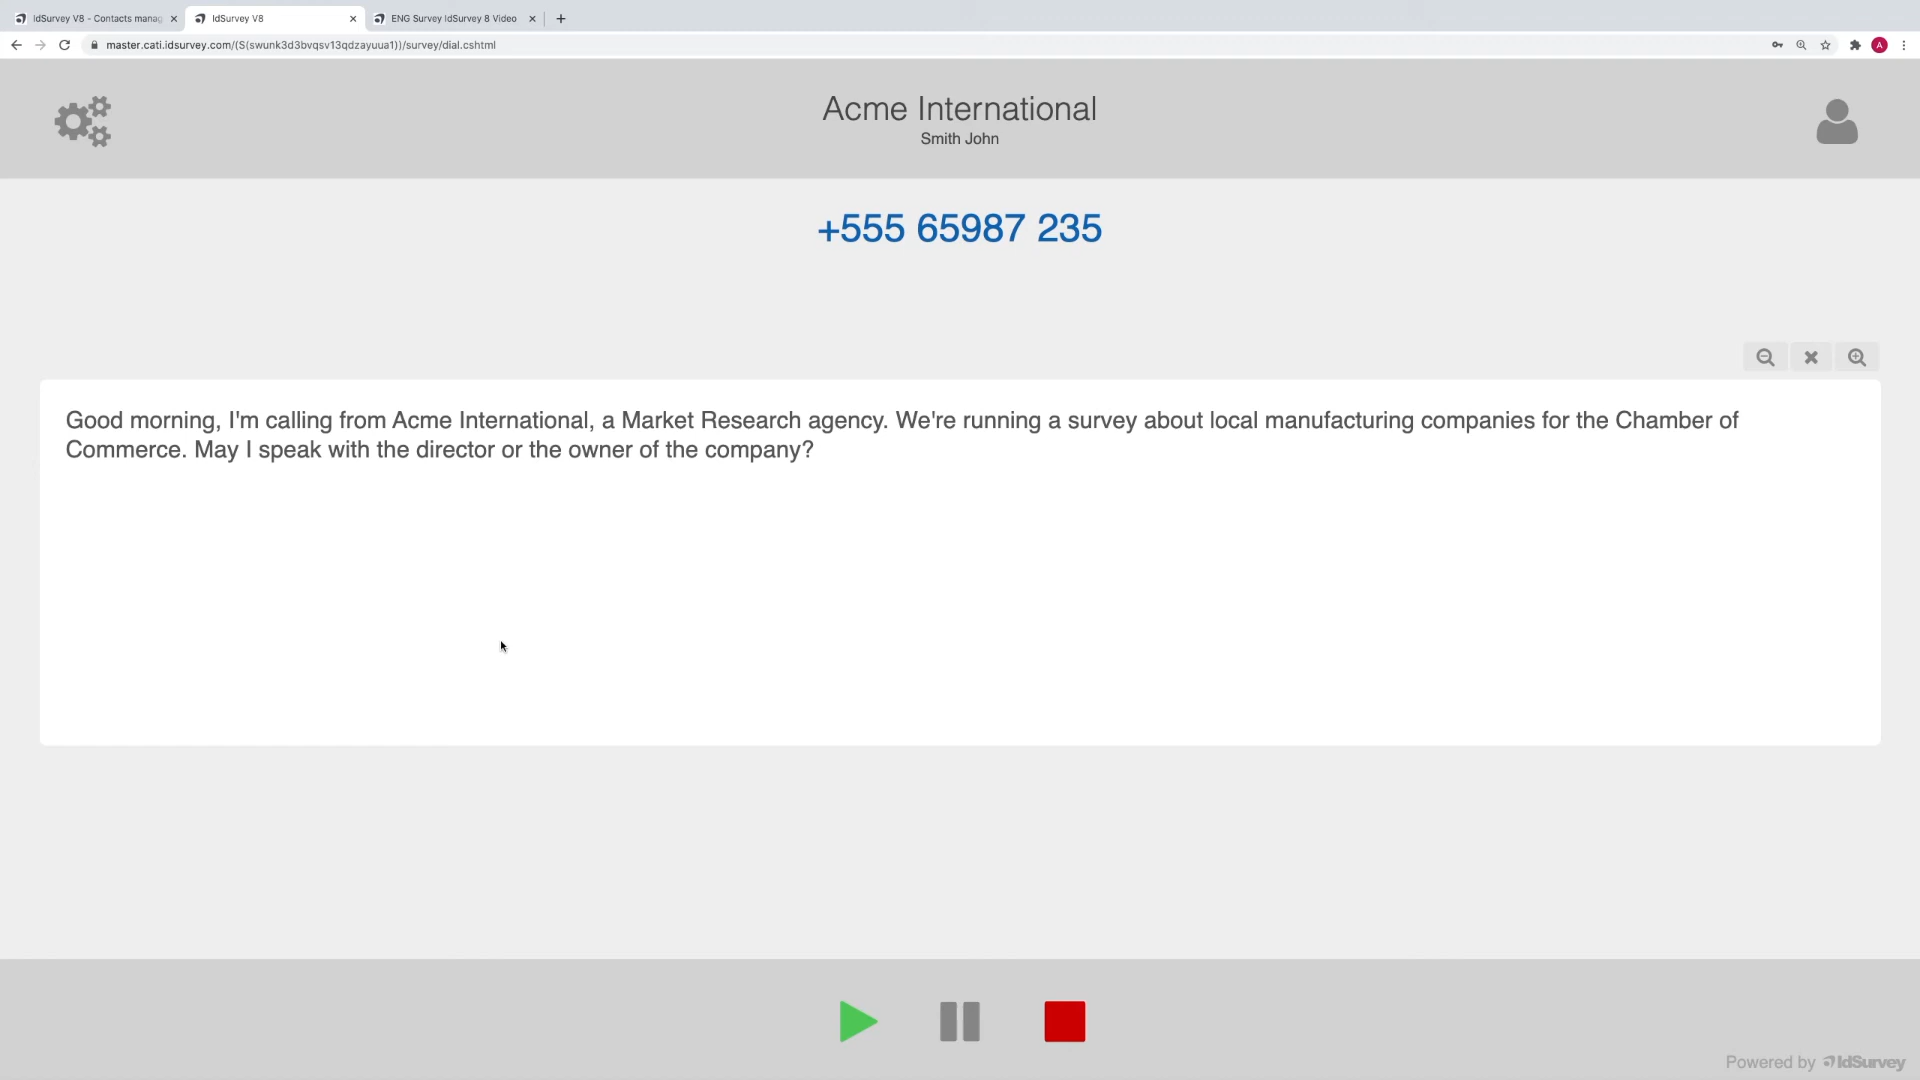 IdSurvey V8 - Contacts manag
IdSurvey V8
ENG Survey IdSurvey 8 Video
master.cati.idsurvey.com/(S(swunk3d3bvqsv13qdzayuua1))/survey/dial.cshtml
A
Acme International
Smith John
+555 65987 235
Good morning, I'm calling from Acme International, a Market Research agency. We're running a survey about local manufacturing companies for the Chamber of
Commerce. May I speak with the director or the owner of the company?
Powered by IdSurvey